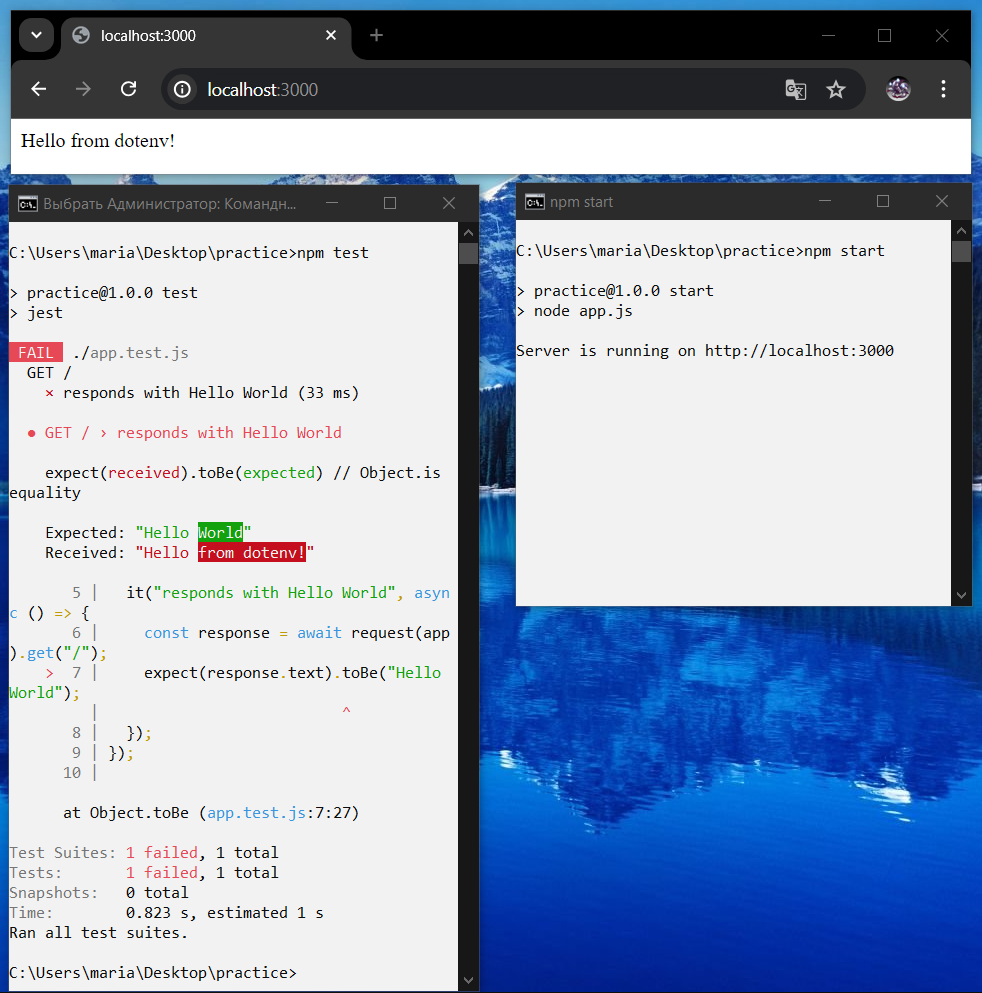 localhost:3000
localhost:3000
Hello from dotenv!
Выбрать Администратор: Командн...
C:\Users\maria\Desktop\practice>npm test
> practice@1.0.0 test
> jest
FAIL ./app.test.js
GET /
× responds with Hello World (33 ms)
● GET / › responds with Hello World
expect(received).toBe(expected) // Object.is
equality
Expected: "Hello World"
Received: "Hello from dotenv!"
5 | it("responds with Hello World", asyn
c () => {
6 | const response = await request(app
).get("/");
> 7 | expect(response.text).toBe("Hello
World");
| ^
8 | });
9 | });
10 |
at Object.toBe (app.test.js:7:27)
Test Suites: 1 failed, 1 total
Tests: 1 failed, 1 total
Snapshots: 0 total
Time: 0.823 s, estimated 1 s
Ran all test suites.
C:\Users\maria\Desktop\practice>
npm start
C:\Users\maria\Desktop\practice>npm start
> practice@1.0.0 start
> node app.js
Server is running on http://localhost:3000